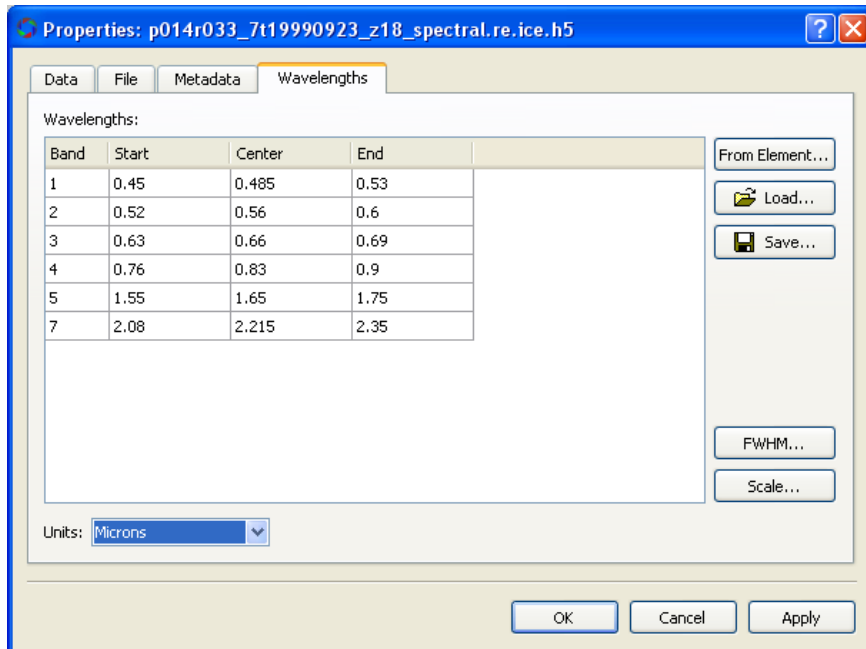 Properties: p014r033_7t19990923_z18_spectral.re.ice.h5
Data File Metadata Wavelengths
Wavelengths:
Band Start Center End
1 0.45 0.485 0.53
2 0.52 0.56 0.6
3 0.63 0.66 0.69
4 0.76 0.83 0.9
5 1.55 1.65 1.75
7 2.08 2.215 2.35
From Element...
Load...
Save...
FWHM...
Scale...
Units: Microns
OK Cancel Apply